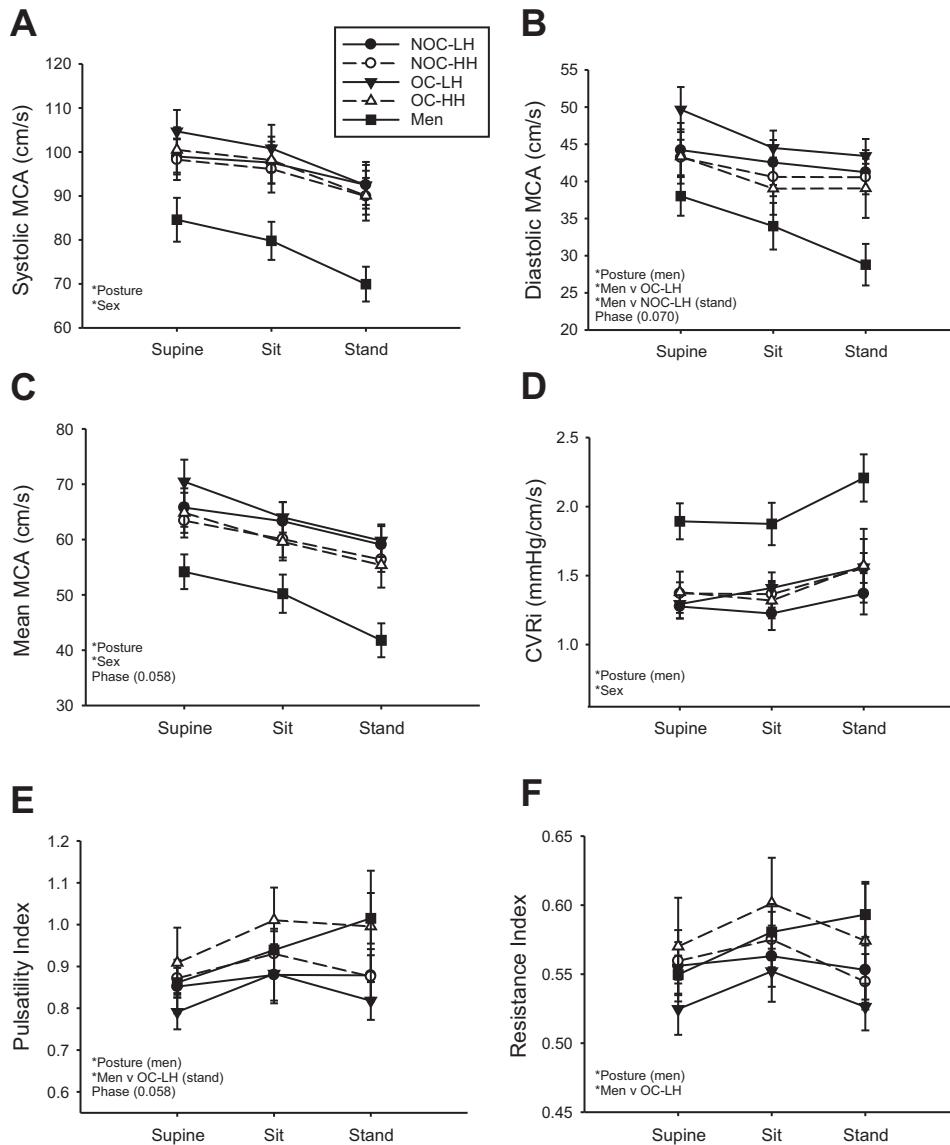 A
Systolic MCA (cm/s)
120
110
100
90
80
70
60
NOC-LH
NOC-HH
OC-LH
OC-HH
Men
*Posture
*Sex
Supine Sit Stand
B
Diastolic MCA (cm/s)
55
50
45
40
35
30
25
20
*Posture (men)
*Men v OC-LH
*Men v NOC-LH (stand)
Phase (0.070)
Supine Sit Stand
C
Mean MCA (cm/s)
80
70
60
50
40
30
*Posture
*Sex
Phase (0.058)
Supine Sit Stand
D
CVRi (mmHg/cm/s)
2.5
2.0
1.5
1.0
*Posture (men)
*Sex
Supine Sit Stand
E
Pulsatility Index
1.2
1.1
1.0
0.9
0.8
0.7
0.6
*Posture (men)
*Men v OC-LH (stand)
Phase (0.058)
Supine Sit Stand
F
Resistance Index
0.65
0.60
0.55
0.50
0.45
*Posture (men)
*Men v OC-LH
Supine Sit Stand